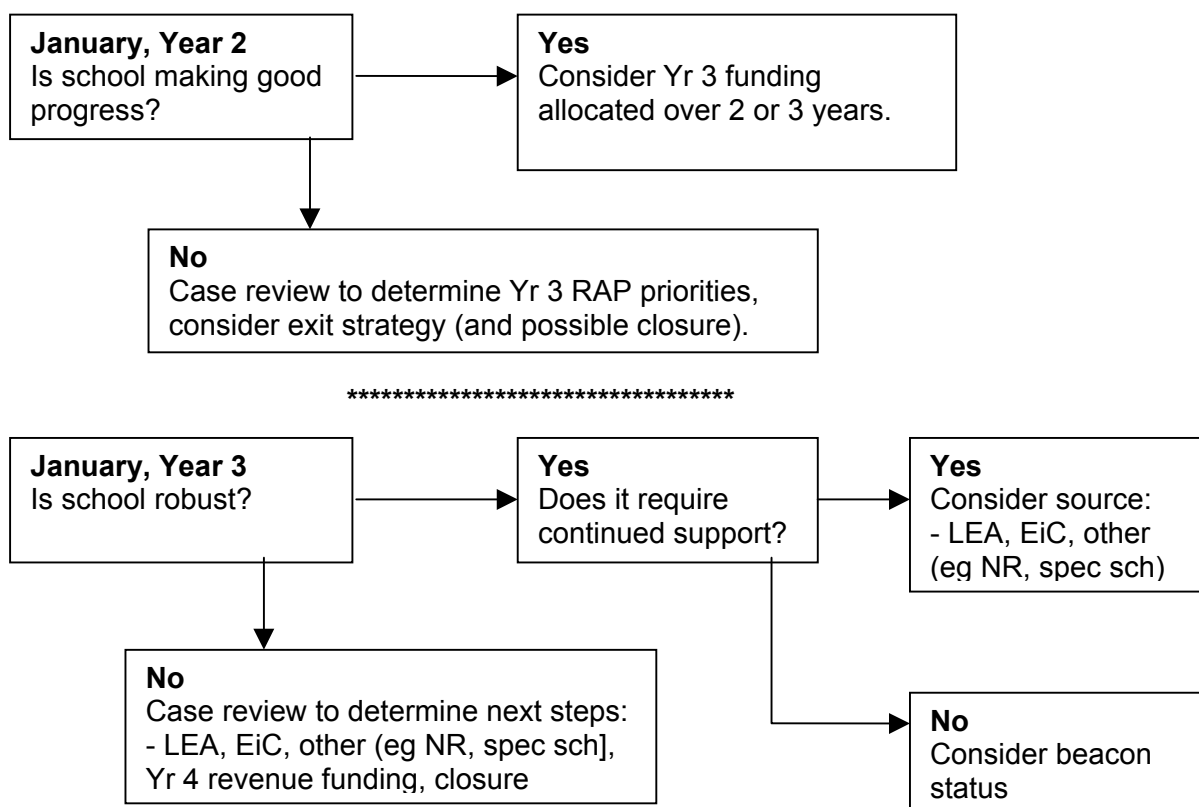 January, Year 2
Is school making good
progress?
Yes
Consider Yr 3 funding
allocated over 2 or 3 years.
No
Case review to determine Yr 3 RAP priorities,
consider exit strategy (and possible closure).
**********************************
January, Year 3
Is school robust?
Yes
Does it require
continued support?
Yes
Consider source:
- LEA, EiC, other
(eg NR, spec sch)
No
Case review to determine next steps:
- LEA, EiC, other (eg NR, spec sch],
Yr 4 revenue funding, closure
No
Consider beacon
status